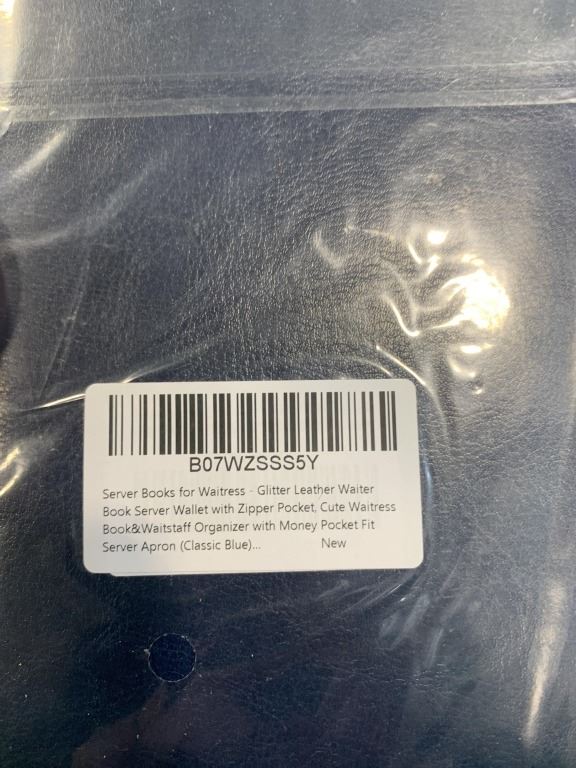 B07WZSSS5Y
Server Books for Waitress - Glitter Leather Waiter
Book Server Wallet with Zipper Pocket, Cute Waitress
Book&Waitstaff Organizer with Money Pocket Fit
Server Apron (Classic Blue)... New